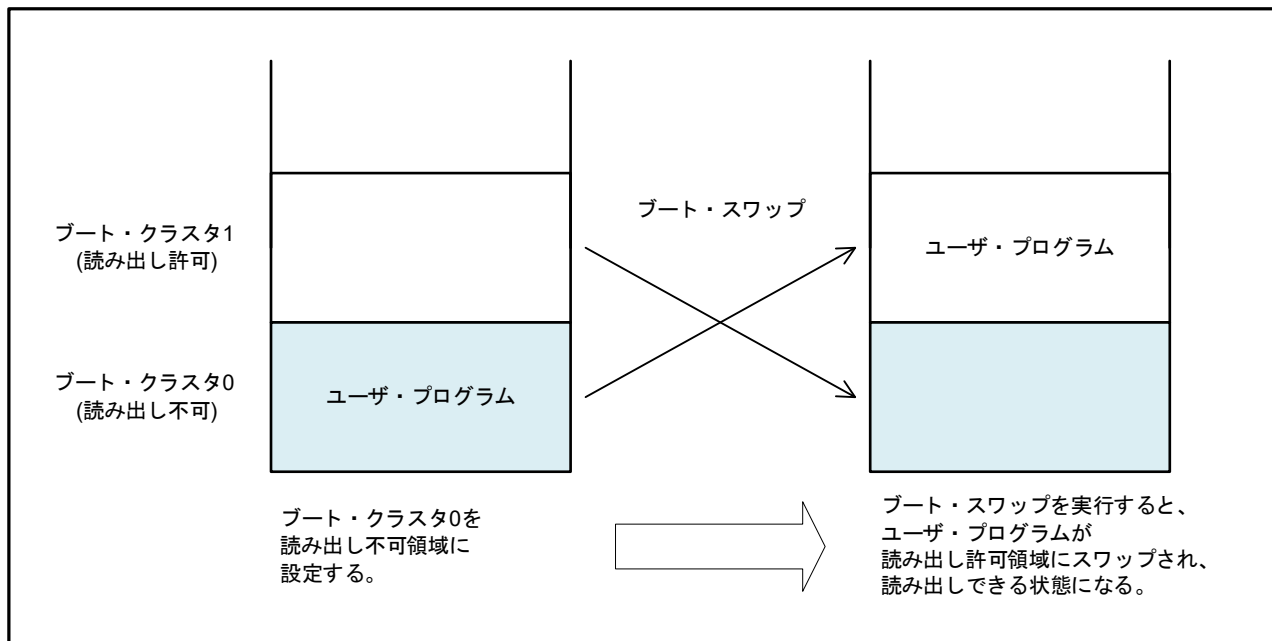 ブート・スワップ
ブート・クラスタ1
(読み出し許可)
ユーザ・プログラム
ブート・クラスタ0
(読み出し不可)
ユーザ・プログラム
ブート・クラスタ0を
読み出し不可領域に
設定する。
ブート・スワップを実行すると、
ユーザ・プログラムが
読み出し許可領域にスワップされ、
読み出しできる状態になる。